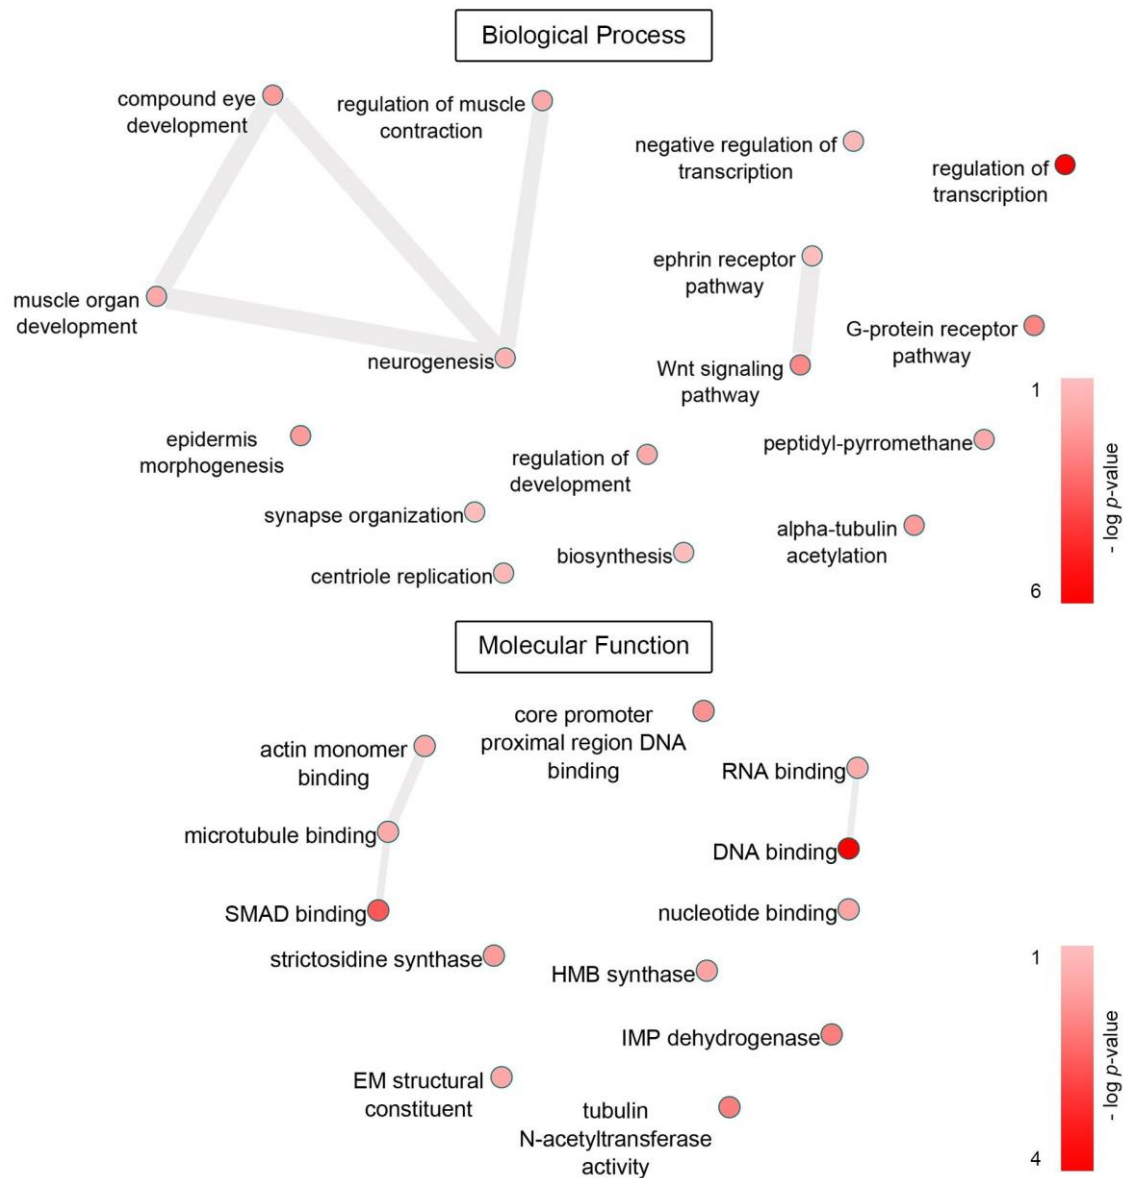 Biological Process
compound eye
development
regulation of muscle
contraction
negative regulation of
transcription
regulation of
transcription
ephrin receptor
pathway
muscle organ
development
G-protein receptor
pathway
neurogenesis
Wnt signaling
pathway
1
epidermis
morphogenesis
regulation of
development
peptidyl-pyrromethane
- log p-value
synapse organization
alpha-tubulin
acetylation
biosynthesis
centriole replication
6
Molecular Function
core promoter
proximal region DNA
binding
actin monomer
binding
RNA binding
microtubule binding
DNA binding
SMAD binding
nucleotide binding
strictosidine synthase
HMB synthase
1
IMP dehydrogenase
- log p-value
EM structural
constituent
tubulin
N-acetyltransferase
activity
4